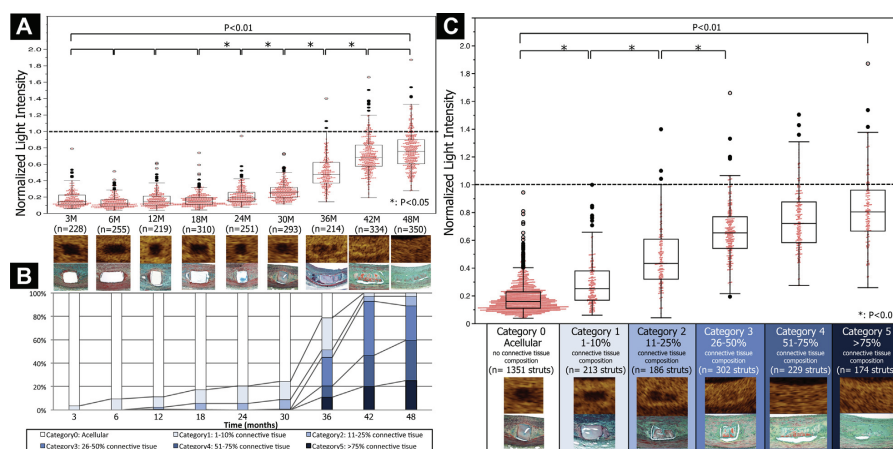 A
P<0.01
* * * *
Normalized Light Intensity
2.0
1.8
1.6
1.4
1.2
1.0
0.8
0.6
0.4
0.2
0
*: P<0.05
3M 6M 12M 18M 24M 30M 36M 42M 48M
(n=228) (n=255) (n=219) (n=310) (n=251) (n=293) (n=214) (n=334) (n=350)
B
100%
80%
60%
40%
20%
0%
3 6 12 18 24 30 36 42 48
Time (months)
Category0: Acellular Category1: 1-10% connective tissue Category2: 11-25% connective tissue
Category3: 26-50% connective tissue Category4: 51-75% connective tissue Category5: >75% connective tissue
C
P<0.01
* * *
Normalized Light Intensity
2.0
1.8
1.6
1.4
1.2
1.0
0.8
0.6
0.4
0.2
0
*: P<0.0
Category 0 Category 1 Category 2 Category 3 Category 4 Category 5
Acellular 1-10% 11-25% 26-50% 51-75% >75%
no connective tissue connective tissue connective tissue connective tissue connective tissue connective tissue
composition composition composition composition composition composition
(n= 1351 struts) (n= 213 struts) (n= 186 struts) (n= 302 struts) (n= 229 struts) (n= 174 struts)